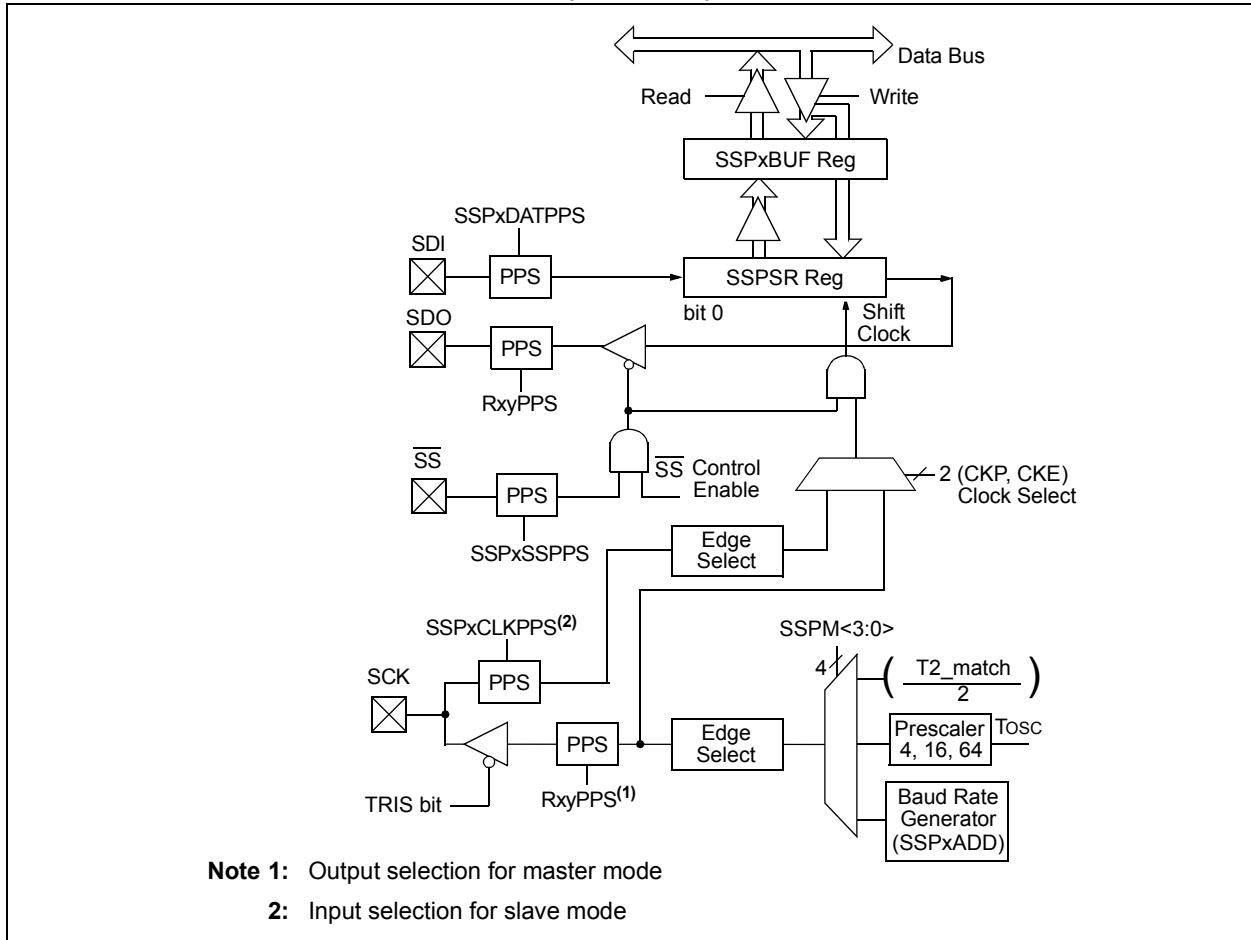 Data Bus
Read
Write
SSPxBUF Reg
SSPxDATPPS
SDI
PPS
SSPSR Reg
bit 0
Shift
Clock
SDO
PPS
RxyPPS
SS
PPS
SS Control
Enable
2 (CKP, CKE)
Clock Select
SSPxSSPPS
Edge
Select
SSPxCLKPPS(2)
SSPM<3:0>
4
SCK
PPS
( T2_match )
2
PPS
Edge
Select
Prescaler
4, 16, 64
TOSC
RxyPPS(1)
TRIS bit
Baud Rate
Generator
(SSPxADD)
Note 1: Output selection for master mode
2: Input selection for slave mode